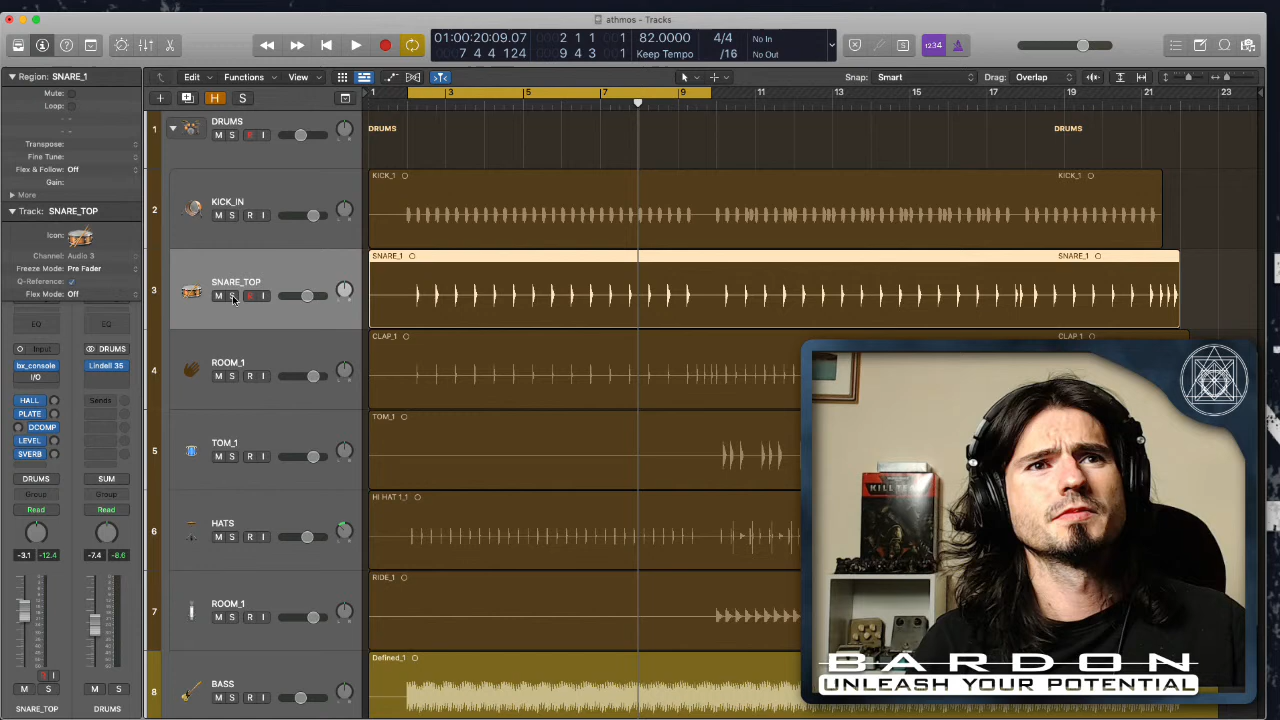 athmos - Tracks
01:00:20:09.07
7 4 4 124
2 1 1 1
9 4 3 1
82.0000
Keep Tempo
4/4
/16
No In
No Out
1234
Region: SNARE_1
Mute:
Loop:
Transpose:
Fine Tune:
Flex & Follow: Off
Gain:
More
Track: SNARE_TOP
Icon:
Channel: Audio 3
Freeze Mode: Pre Fader
Q-Reference:
Flex Mode: Off
EQ EQ
Input DRUMS
bx_console Lindell 35
I/O
HALL Sends
PLATE
DCOMP
LEVEL
SVERB
DRUMS SUM
Group Group
Read Read
-3.1 -12.4 -7.4 -8.6
R I
M S M S
SNARE_TOP DRUMS
Edit Functions View
Snap: Smart Drag: Overlap
H S
1 3 5 7 9 11 13 15 17 19 21 23
1 DRUMS
M S R I
DRUMS DRUMS
2 KICK_IN
M S R I
KICK_1 KICK_1
3 SNARE_TOP
M S R I
SNARE_1 SNARE_1
4 ROOM_1
M S R I
CLAP_1 CLAP_1
5 TOM_1
M S R I
TOM_1
6 HATS
M S R I
HI HAT 1_1
7 ROOM_1
M S R I
RIDE_1
8 BASS
M S R I
Defined_1
KILL TEAM
BARDON
UNLEASH YOUR POTENTIAL